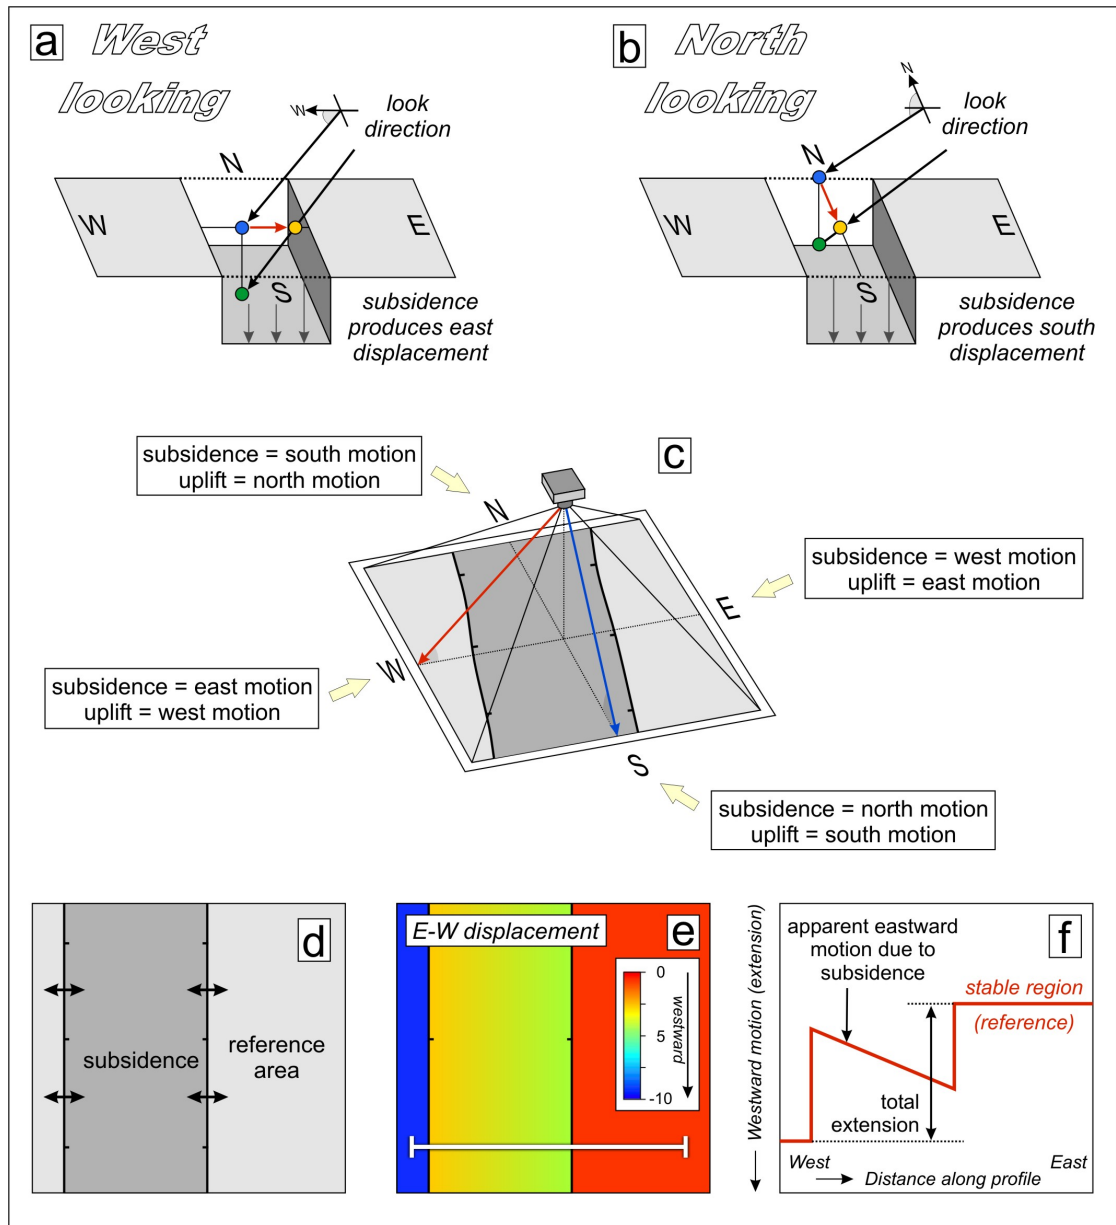 a
West
looking
W
look
direction
N
W
E
S
subsidence
produces east
displacement
b
North
looking
N
look
direction
N
W
E
S
subsidence
produces south
displacement
c
subsidence = south motion
uplift = north motion
N
subsidence = west motion
uplift = east motion
E
W
subsidence = east motion
uplift = west motion
S
subsidence = north motion
uplift = south motion
d
subsidence
reference
area
E-W displacement
e
0
5
-10
westward
f
Westward motion (extension)
apparent eastward
motion due to
subsidence
stable region
(reference)
total
extension
West
East
Distance along profile